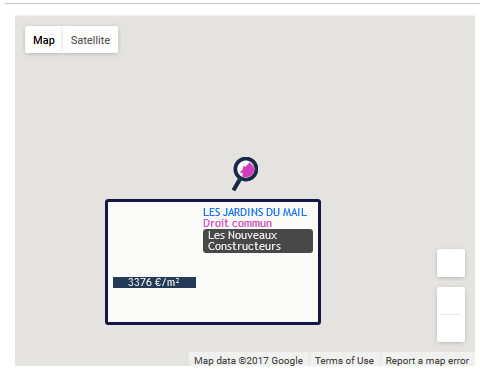 Map Satellite
LES JARDINS DU MAIL
Droit commun
Les Nouveaux
Constructeurs
3376 €/m²
Map data ©2017 Google Terms of Use Report a map error